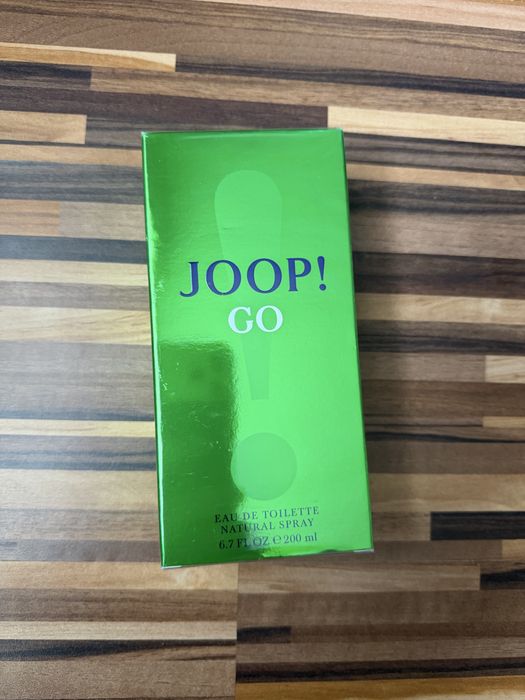 JOOP!
GO
EAU DE TOILETTE
NATURAL SPRAY
6.7 FL OZ ℮ 200 ml